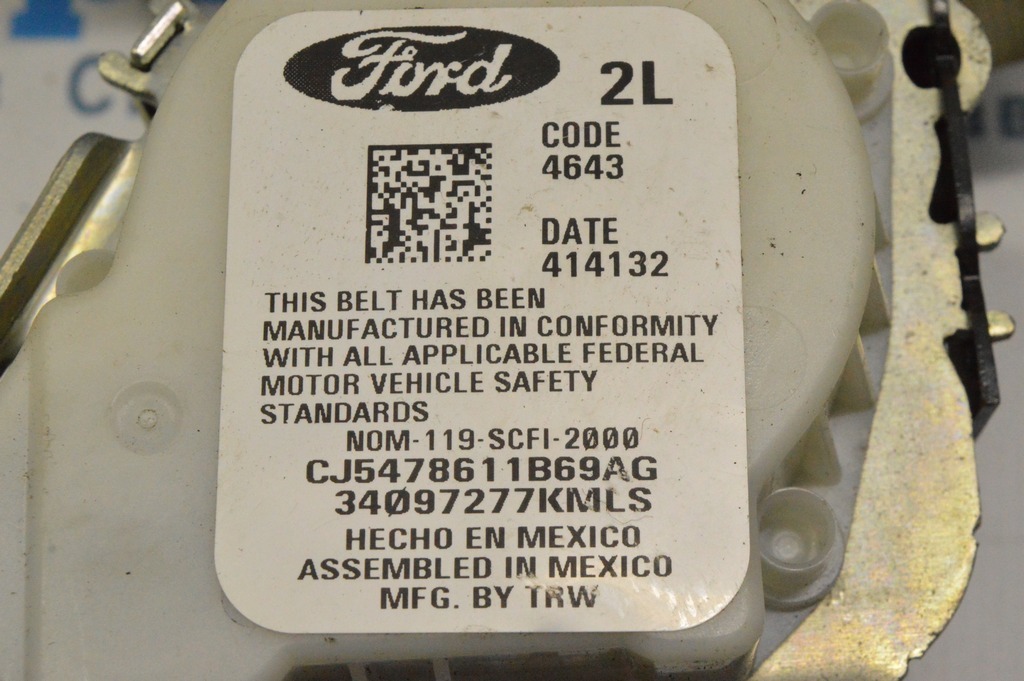 Ford
2L
CODE
4643
DATE
414132
THIS BELT HAS BEEN
MANUFACTURED IN CONFORMITY
WITH ALL APPLICABLE FEDERAL
MOTOR VEHICLE SAFETY
STANDARDS
NOM-119-SCFI-2000
CJ5478611B69AG
34097277KMLS
HECHO EN MEXICO
ASSEMBLED IN MEXICO
MFG. BY TRW